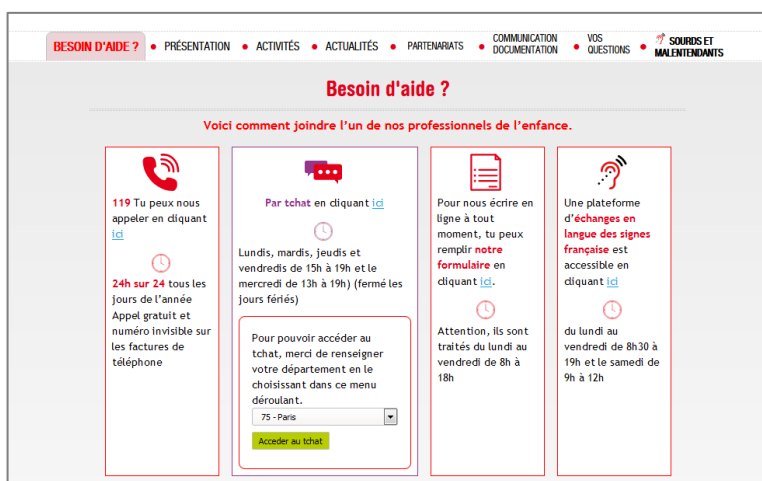 BESOIN D'AIDE ?
PRÉSENTATION
ACTIVITÉS
ACTUALITÉS
PARTENARIATS
COMMUNICATION
DOCUMENTATION
VOS
QUESTIONS
SOURDS ET
MALENTENDANTS
Besoin d'aide ?
Voici comment joindre l'un de nos professionnels de l'enfance.
119 Tu peux nous
appeler en cliquant
ici
24h sur 24 tous les
jours de l'année
Appel gratuit et
numéro invisible sur
les factures de
téléphone
Par tchat en cliquant ici
Lundis, mardis, jeudis et
vendredis de 15h à 19h et le
mercredi de 13h à 19h) (fermé les
jours fériés)
Pour pouvoir accéder au
tchat, merci de renseigner
votre département en le
choisissant dans ce menu
déroulant.
75 - Paris
Acceder au tchat
Pour nous écrire en
ligne à tout
moment, tu peux
remplir notre
formulaire en
cliquant ici.
Attention, ils sont
traités du lundi au
vendredi de 8h à
18h
Une plateforme
d'échanges en
langue des signes
française est
accessible en
cliquant ici
du lundi au
vendredi de 8h30 à
19h et le samedi de
9h à 12h